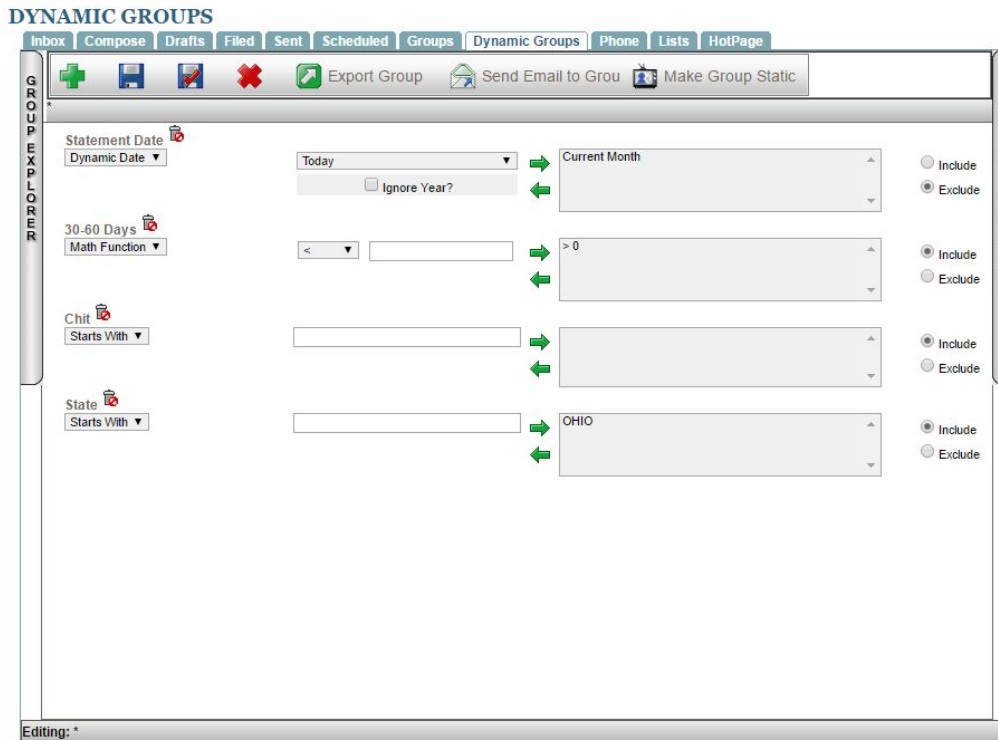 DYNAMIC GROUPS
Inbox Compose Drafts Filed Sent Scheduled Groups Dynamic Groups Phone Lists HotPage
GROUP EXPLORER
Export Group Send Email to Grou Make Group Static
*
Statement Date
Dynamic Date Today Current Month Include
Ignore Year? Exclude
30-60 Days
Math Function < > 0 Include
Exclude
Chit
Starts With Include
Exclude
State
Starts With OHIO Include
Exclude
Editing: *